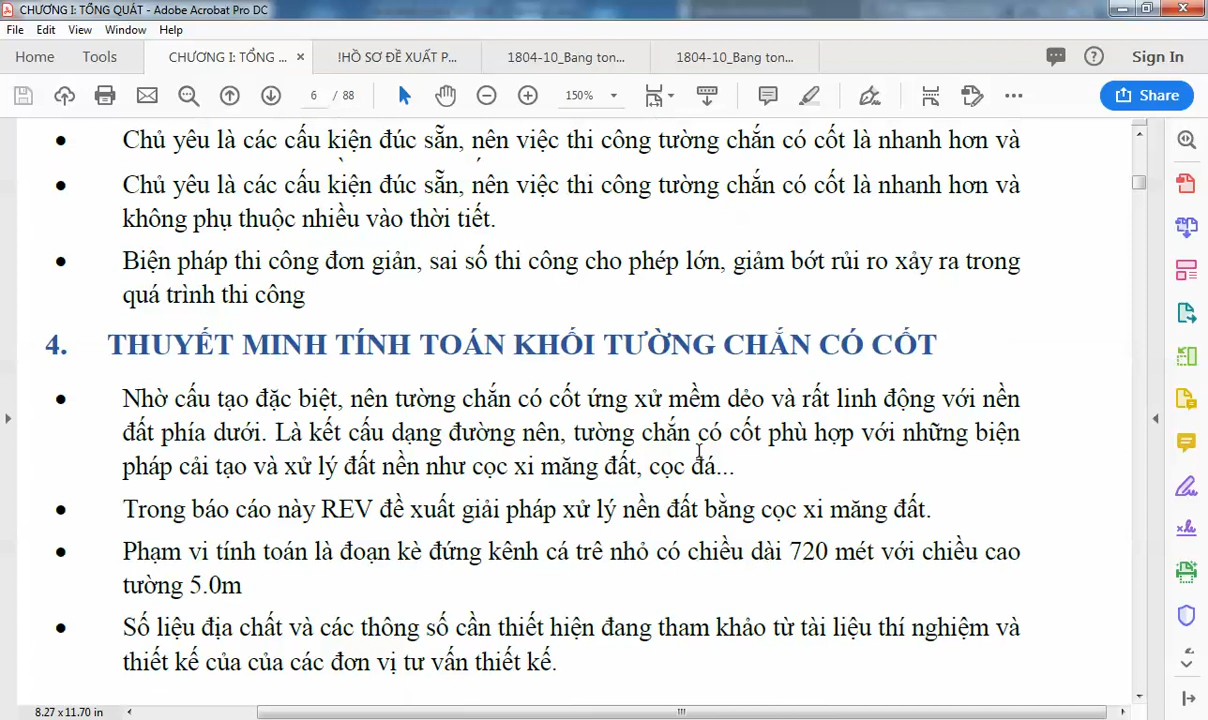 CHƯƠNG I: TỔNG QUÁT - Adobe Acrobat Pro DC
File Edit View Window Help
Home Tools CHƯƠNG I: TỔNG ... × !HỒ SƠ ĐỀ XUẤT P... 1804-10_Bang ton... 1804-10_Bang ton... Sign In
6 / 88 150% Share
• Chủ yêu là các cấu kiện đúc sẵn, nên việc thi công tường chắn có cốt là nhanh hơn và
• Chủ yêu là các cấu kiện đúc sẵn, nên việc thi công tường chắn có cốt là nhanh hơn và
không phụ thuộc nhiều vào thời tiết.
• Biện pháp thi công đơn giản, sai số thi công cho phép lớn, giảm bớt rủi ro xảy ra trong
quá trình thi công
4. THUYẾT MINH TÍNH TOÁN KHỐI TƯỜNG CHẮN CÓ CỐT
• Nhờ cấu tạo đặc biệt, nên tường chắn có cốt ứng xử mềm dẻo và rất linh động với nền
đất phía dưới. Là kết cấu dạng đường nên, tường chắn có cốt phù hợp với những biện
pháp cải tạo và xử lý đất nền như cọc xi măng đất, cọc đá...
• Trong báo cáo này REV đề xuất giải pháp xử lý nền đất bằng cọc xi măng đất.
• Phạm vi tính toán là đoạn kè đứng kênh cá trê nhỏ có chiều dài 720 mét với chiều cao
tường 5.0m
• Số liệu địa chất và các thông số cần thiết hiện đang tham khảo từ tài liệu thí nghiệm và
thiết kế của của các đơn vị tư vấn thiết kế.
8.27 x 11.70 in